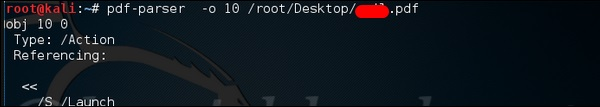 root@kali:~# pdf-parser -o 10 /root/Desktop/.pdf
obj 10 0
Type: /Action
Referencing:
<<
/S /Launch